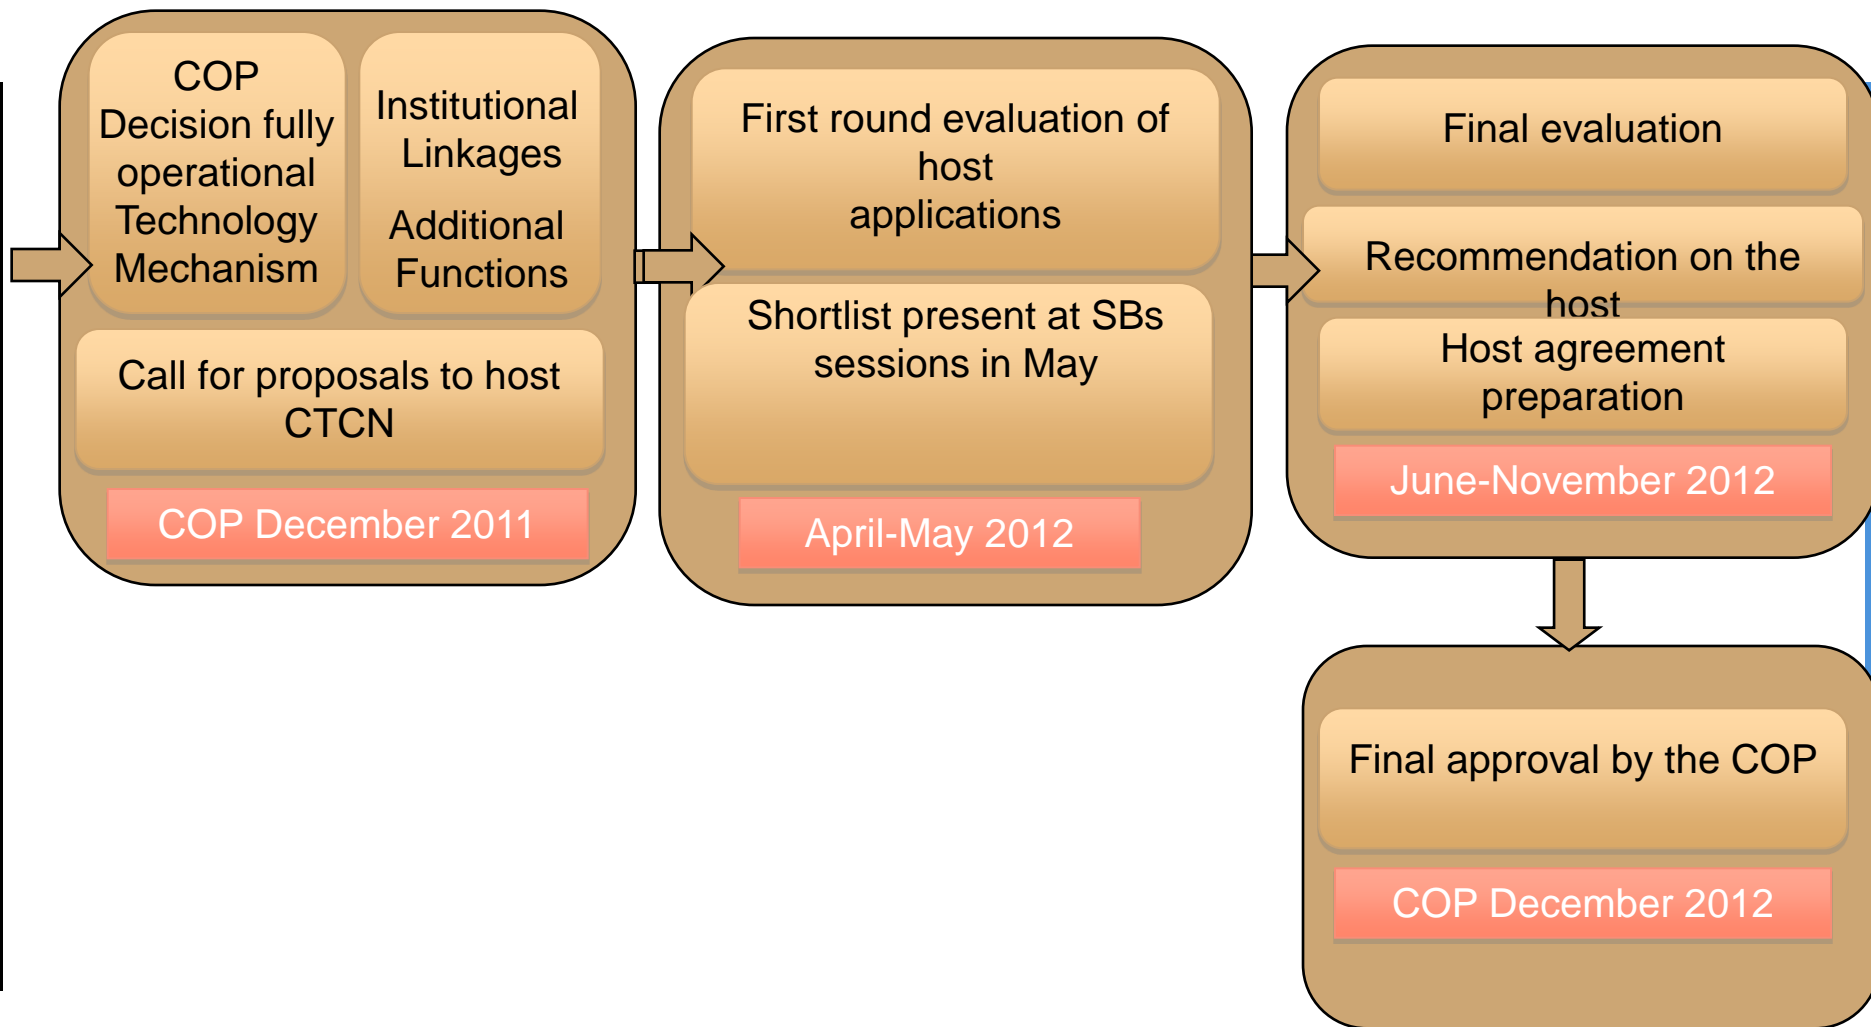 COP
Decision fully
operational
Technology
Mechanism
Institutional
Linkages
Additional
Functions
Call for proposals to host
CTCN
COP December 2011
First round evaluation of
host
applications
Shortlist present at SBs
sessions in May
April-May 2012
Final evaluation
Recommendation on the
host
Host agreement
preparation
June-November 2012
Final approval by the COP
COP December 2012